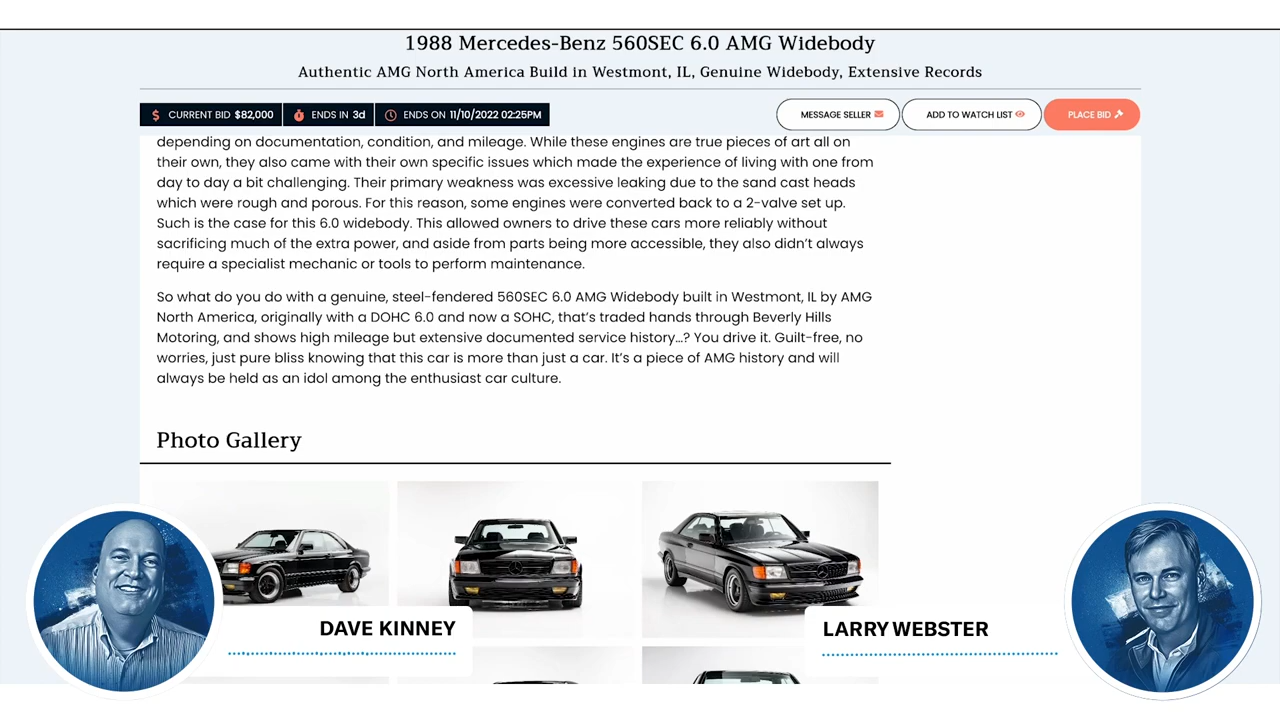 1988 Mercedes-Benz 560SEC 6.0 AMG Widebody
Authentic AMG North America Build in Westmont, IL, Genuine Widebody, Extensive Records
$ CURRENT BID $82,000 ENDS IN 3d ENDS ON 11/10/2022 02:25PM MESSAGE SELLER ADD TO WATCH LIST PLACE BID
depending on documentation, condition, and mileage. While these engines are true pieces of art all on
their own, they also came with their own specific issues which made the experience of living with one from
day to day a bit challenging. Their primary weakness was excessive leaking due to the sand cast heads
which were rough and porous. For this reason, some engines were converted back to a 2-valve set up.
Such is the case for this 6.0 widebody. This allowed owners to drive these cars more reliably without
sacrificing much of the extra power, and aside from parts being more accessible, they also didn't always
require a specialist mechanic or tools to perform maintenance.
So what do you do with a genuine, steel-fendered 560SEC 6.0 AMG Widebody built in Westmont, IL by AMG
North America, originally with a DOHC 6.0 and now a SOHC, that's traded hands through Beverly Hills
Motoring, and shows high mileage but extensive documented service history…? You drive it. Guilt-free, no
worries, just pure bliss knowing that this car is more than just a car. It's a piece of AMG history and will
always be held as an idol among the enthusiast car culture.
Photo Gallery
DAVE KINNEY
LARRY WEBSTER